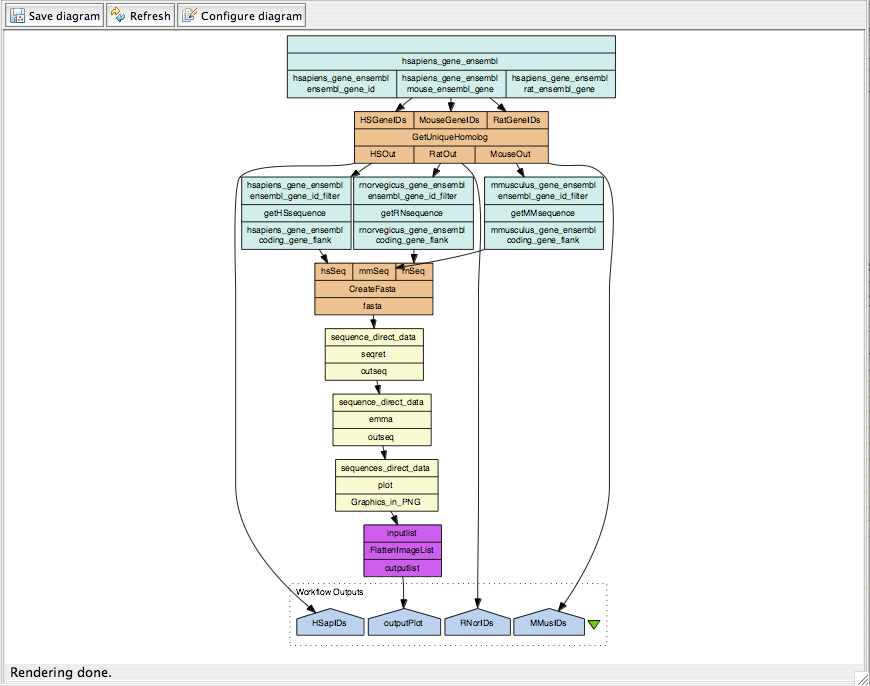 Save diagram Refresh Configure diagram
hsapiens_gene_ensembl
hsapiens_gene_ensembl hsapiens_gene_ensembl hsapiens_gene_ensembl
ensembl_gene_id mouse_ensembl_gene rat_ensembl_gene
HSGeneIDs MouseGeneIDs RatGeneIDs
GetUniqueHomolog
HSOut RatOut MouseOut
hsapiens_gene_ensembl rnorvegicus_gene_ensembl mmusculus_gene_ensembl
ensembl_gene_id_filter ensembl_gene_id_filter ensembl_gene_id_filter
getHSsequence getRNsequence getMMsequence
hsapiens_gene_ensembl rnorvegicus_gene_ensembl mmusculus_gene_ensembl
coding_gene_flank coding_gene_flank coding_gene_flank
hsSeq mmSeq rnSeq
CreateFasta
fasta
sequence_direct_data
seqret
outseq
sequence_direct_data
emma
outseq
sequences_direct_data
plot
Graphics_in_PNG
inputlist
FlattenImageList
outputlist
Workflow Outputs
HSapIDs outputPlot RNorIDs MMusIDs
Rendering done.